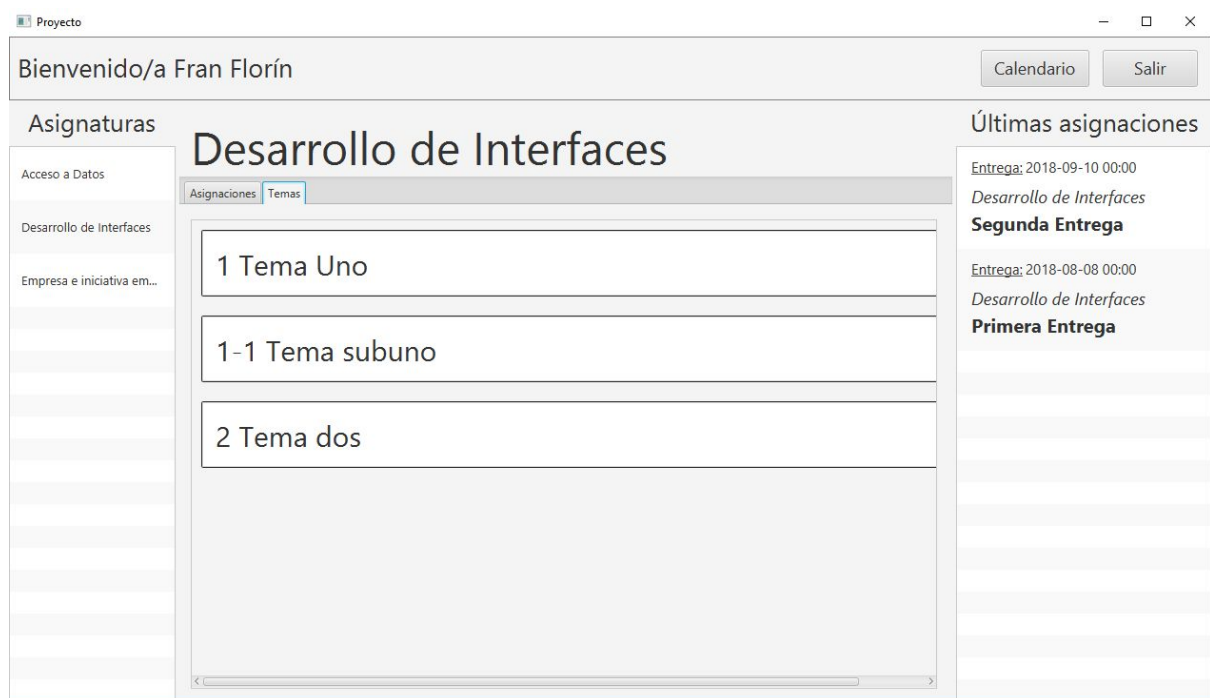 Proyecto
Bienvenido/a Fran Florín
Calendario
Salir
Asignaturas
Acceso a Datos
Desarrollo de Interfaces
Empresa e iniciativa em...
Desarrollo de Interfaces
Asignaciones
Temas
1 Tema Uno
1-1 Tema subuno
2 Tema dos
Últimas asignaciones
Entrega: 2018-09-10 00:00
Desarrollo de Interfaces
Segunda Entrega
Entrega: 2018-08-08 00:00
Desarrollo de Interfaces
Primera Entrega